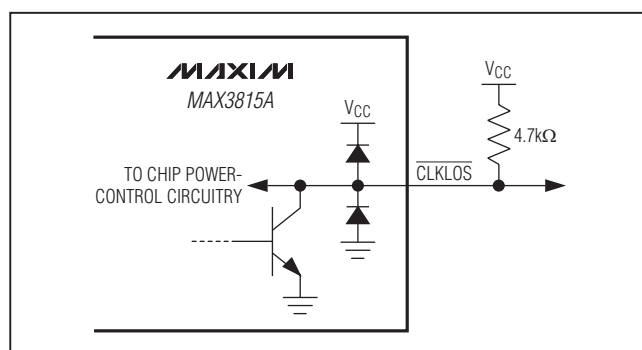 MAXIM
MAX3815A
VCC
VCC
4.7kΩ
TO CHIP POWER-
CONTROL CIRCUITRY
CLKLOS